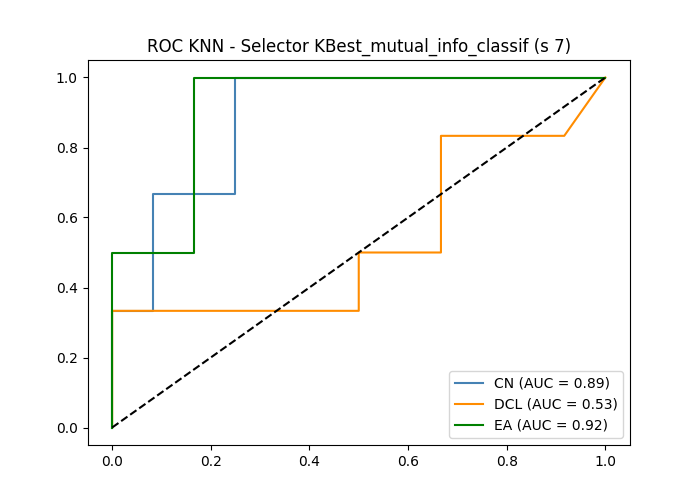 ROC KNN - Selector KBest_mutual_info_classif (s 7)
1.0
0.8
0.6
0.4
0.2
0.0
0.0 0.2 0.4 0.6 0.8 1.0
CN (AUC = 0.89)
DCL (AUC = 0.53)
EA (AUC = 0.92)